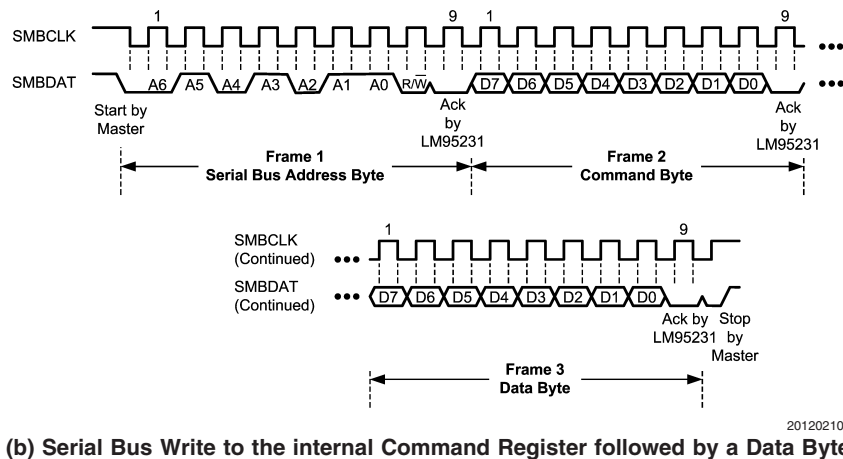 1 9 1 9
SMBCLK
SMBDAT A6 A5 A4 A3 A2 A1 A0 R/W̅ D7 D6 D5 D4 D3 D2 D1 D0
Start by
Master
Ack
by
LM95231
Ack
by
LM95231
Frame 1
Serial Bus Address Byte
Frame 2
Command Byte
1 9
SMBCLK
(Continued)
SMBDAT
(Continued)
D7 D6 D5 D4 D3 D2 D1 D0
Ack by
LM95231
Stop
by
Master
Frame 3
Data Byte
20120210
(b) Serial Bus Write to the internal Command Register followed by a Data Byte